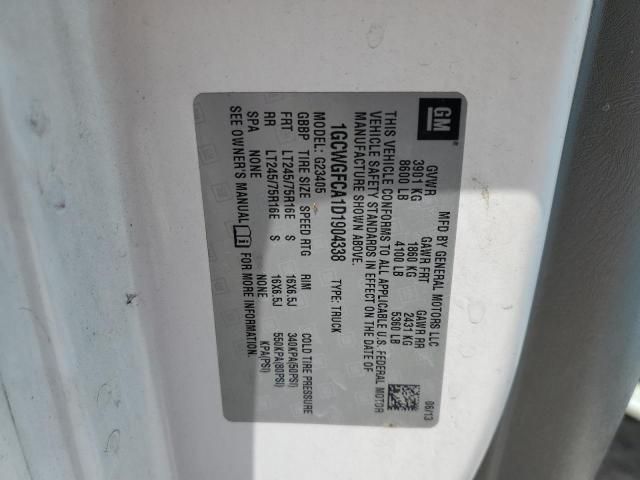 GM
MFD BY GENERAL MOTORS LLC
06/13
GVWR GAWR FRT GAWR RR
3901 KG 1860 KG 2431 KG
8600 LB 4100 LB 5360 LB
THIS VEHICLE CONFORMS TO ALL APPLICABLE U.S. FEDERAL MOTOR
VEHICLE SAFETY STANDARDS IN EFFECT ON THE DATE OF
MANUFACTURE SHOWN ABOVE.
1GCWGFCA1D1904338 TYPE: TRUCK
MODEL: G23405
GBBP TIRE SIZE SPEED RTG RIM COLD TIRE PRESSURE
FRT LT245/75R16E S 16X6.5J 340KPA(50PSI)
RR LT245/75R16E S 16X6.5J 550KPA(80PSI)
SPA NONE NONE KPA(PSI)
SEE OWNER'S MANUAL FOR MORE INFORMATION.